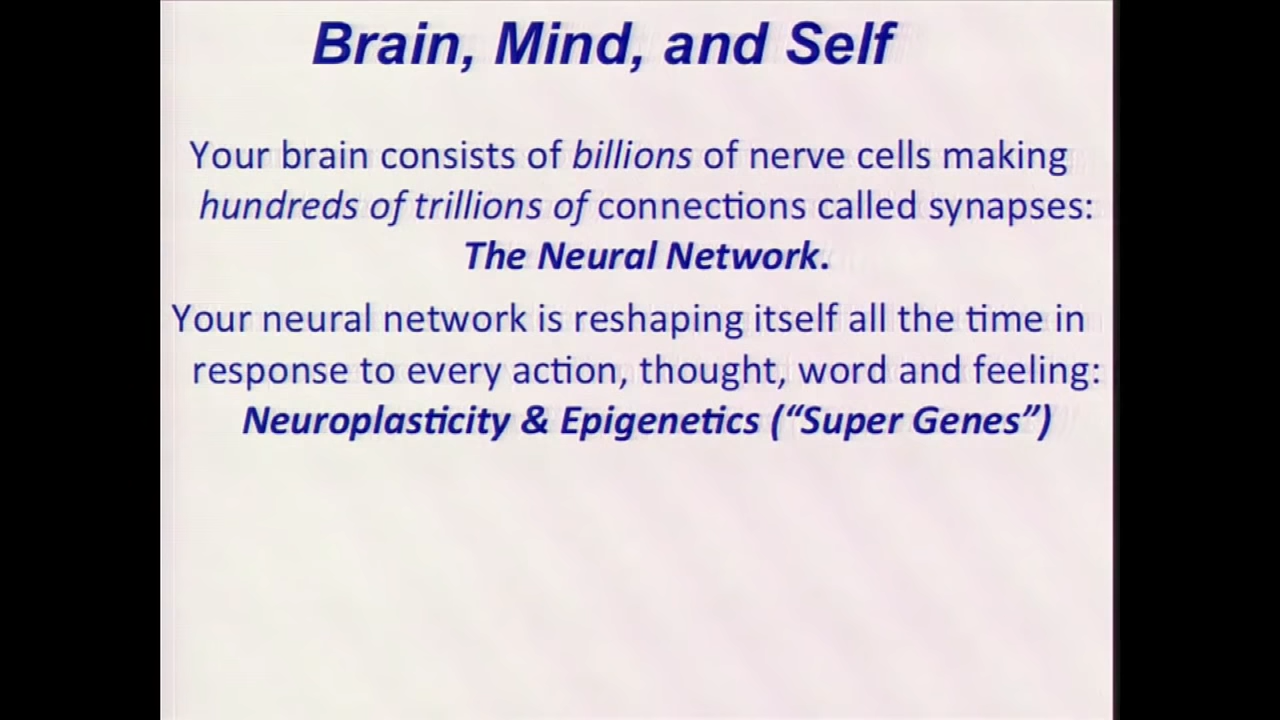 Brain, Mind, and Self
Your brain consists of billions of nerve cells making
hundreds of trillions of connections called synapses:
The Neural Network.
Your neural network is reshaping itself all the time in
response to every action, thought, word and feeling:
Neuroplasticity & Epigenetics (“Super Genes”)